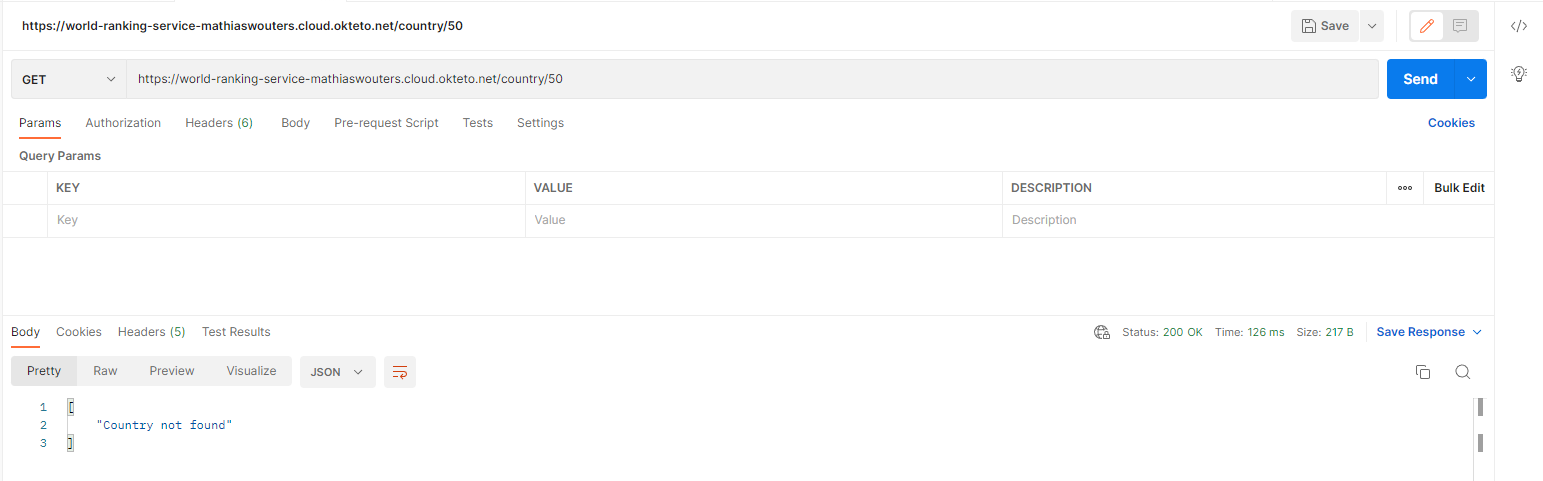 https://world-ranking-service-mathiaswouters.cloud.okteto.net/country/50
Save
GET
https://world-ranking-service-mathiaswouters.cloud.okteto.net/country/50
Send
Params Authorization Headers (6) Body Pre-request Script Tests Settings Cookies
Query Params
KEY VALUE DESCRIPTION ooo Bulk Edit
Key Value Description
Body Cookies Headers (5) Test Results Status: 200 OK Time: 126 ms Size: 217 B Save Response
Pretty Raw Preview Visualize JSON
1 [
2 "Country not found"
3 ]